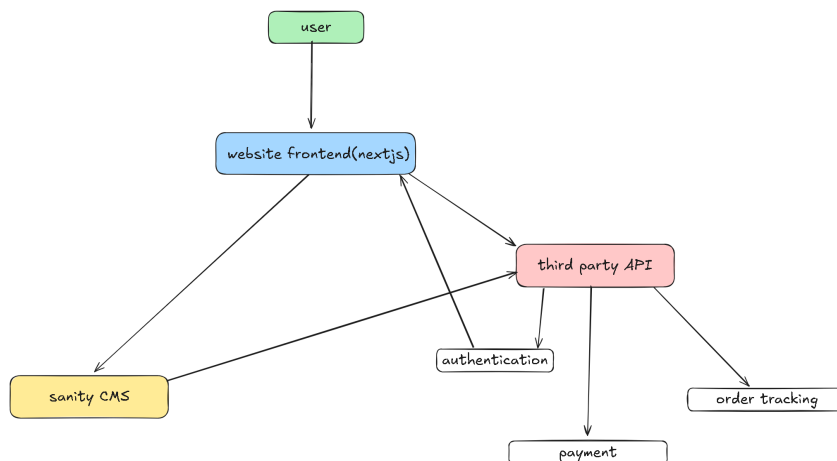 user
website frontend(nextjs)
third party API
authentication
sanity CMS
order tracking
payment